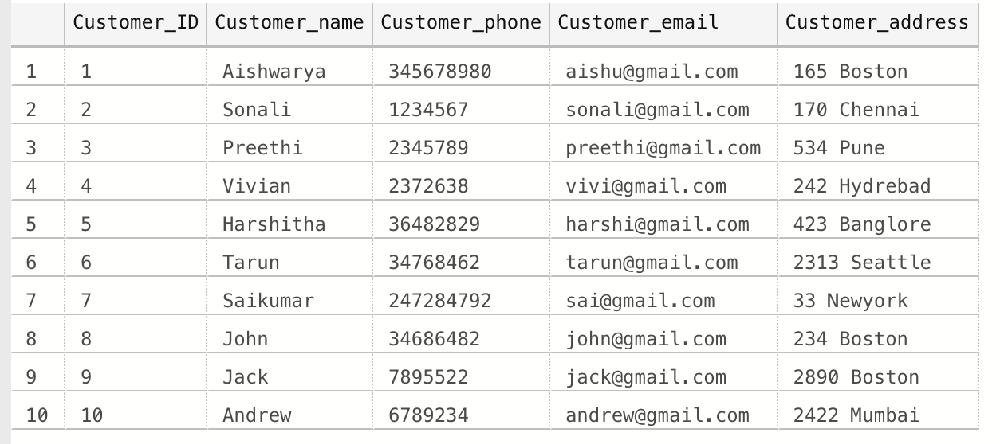 Customer_ID Customer_name Customer_phone Customer_email Customer_address
1 1 Aishwarya 345678980 aishu@gmail.com 165 Boston
2 2 Sonali 1234567 sonali@gmail.com 170 Chennai
3 3 Preethi 2345789 preethi@gmail.com 534 Pune
4 4 Vivian 2372638 vivi@gmail.com 242 Hydrebad
5 5 Harshitha 36482829 harshi@gmail.com 423 Banglore
6 6 Tarun 34768462 tarun@gmail.com 2313 Seattle
7 7 Saikumar 247284792 sai@gmail.com 33 Newyork
8 8 John 34686482 john@gmail.com 234 Boston
9 9 Jack 7895522 jack@gmail.com 2890 Boston
10 10 Andrew 6789234 andrew@gmail.com 2422 Mumbai